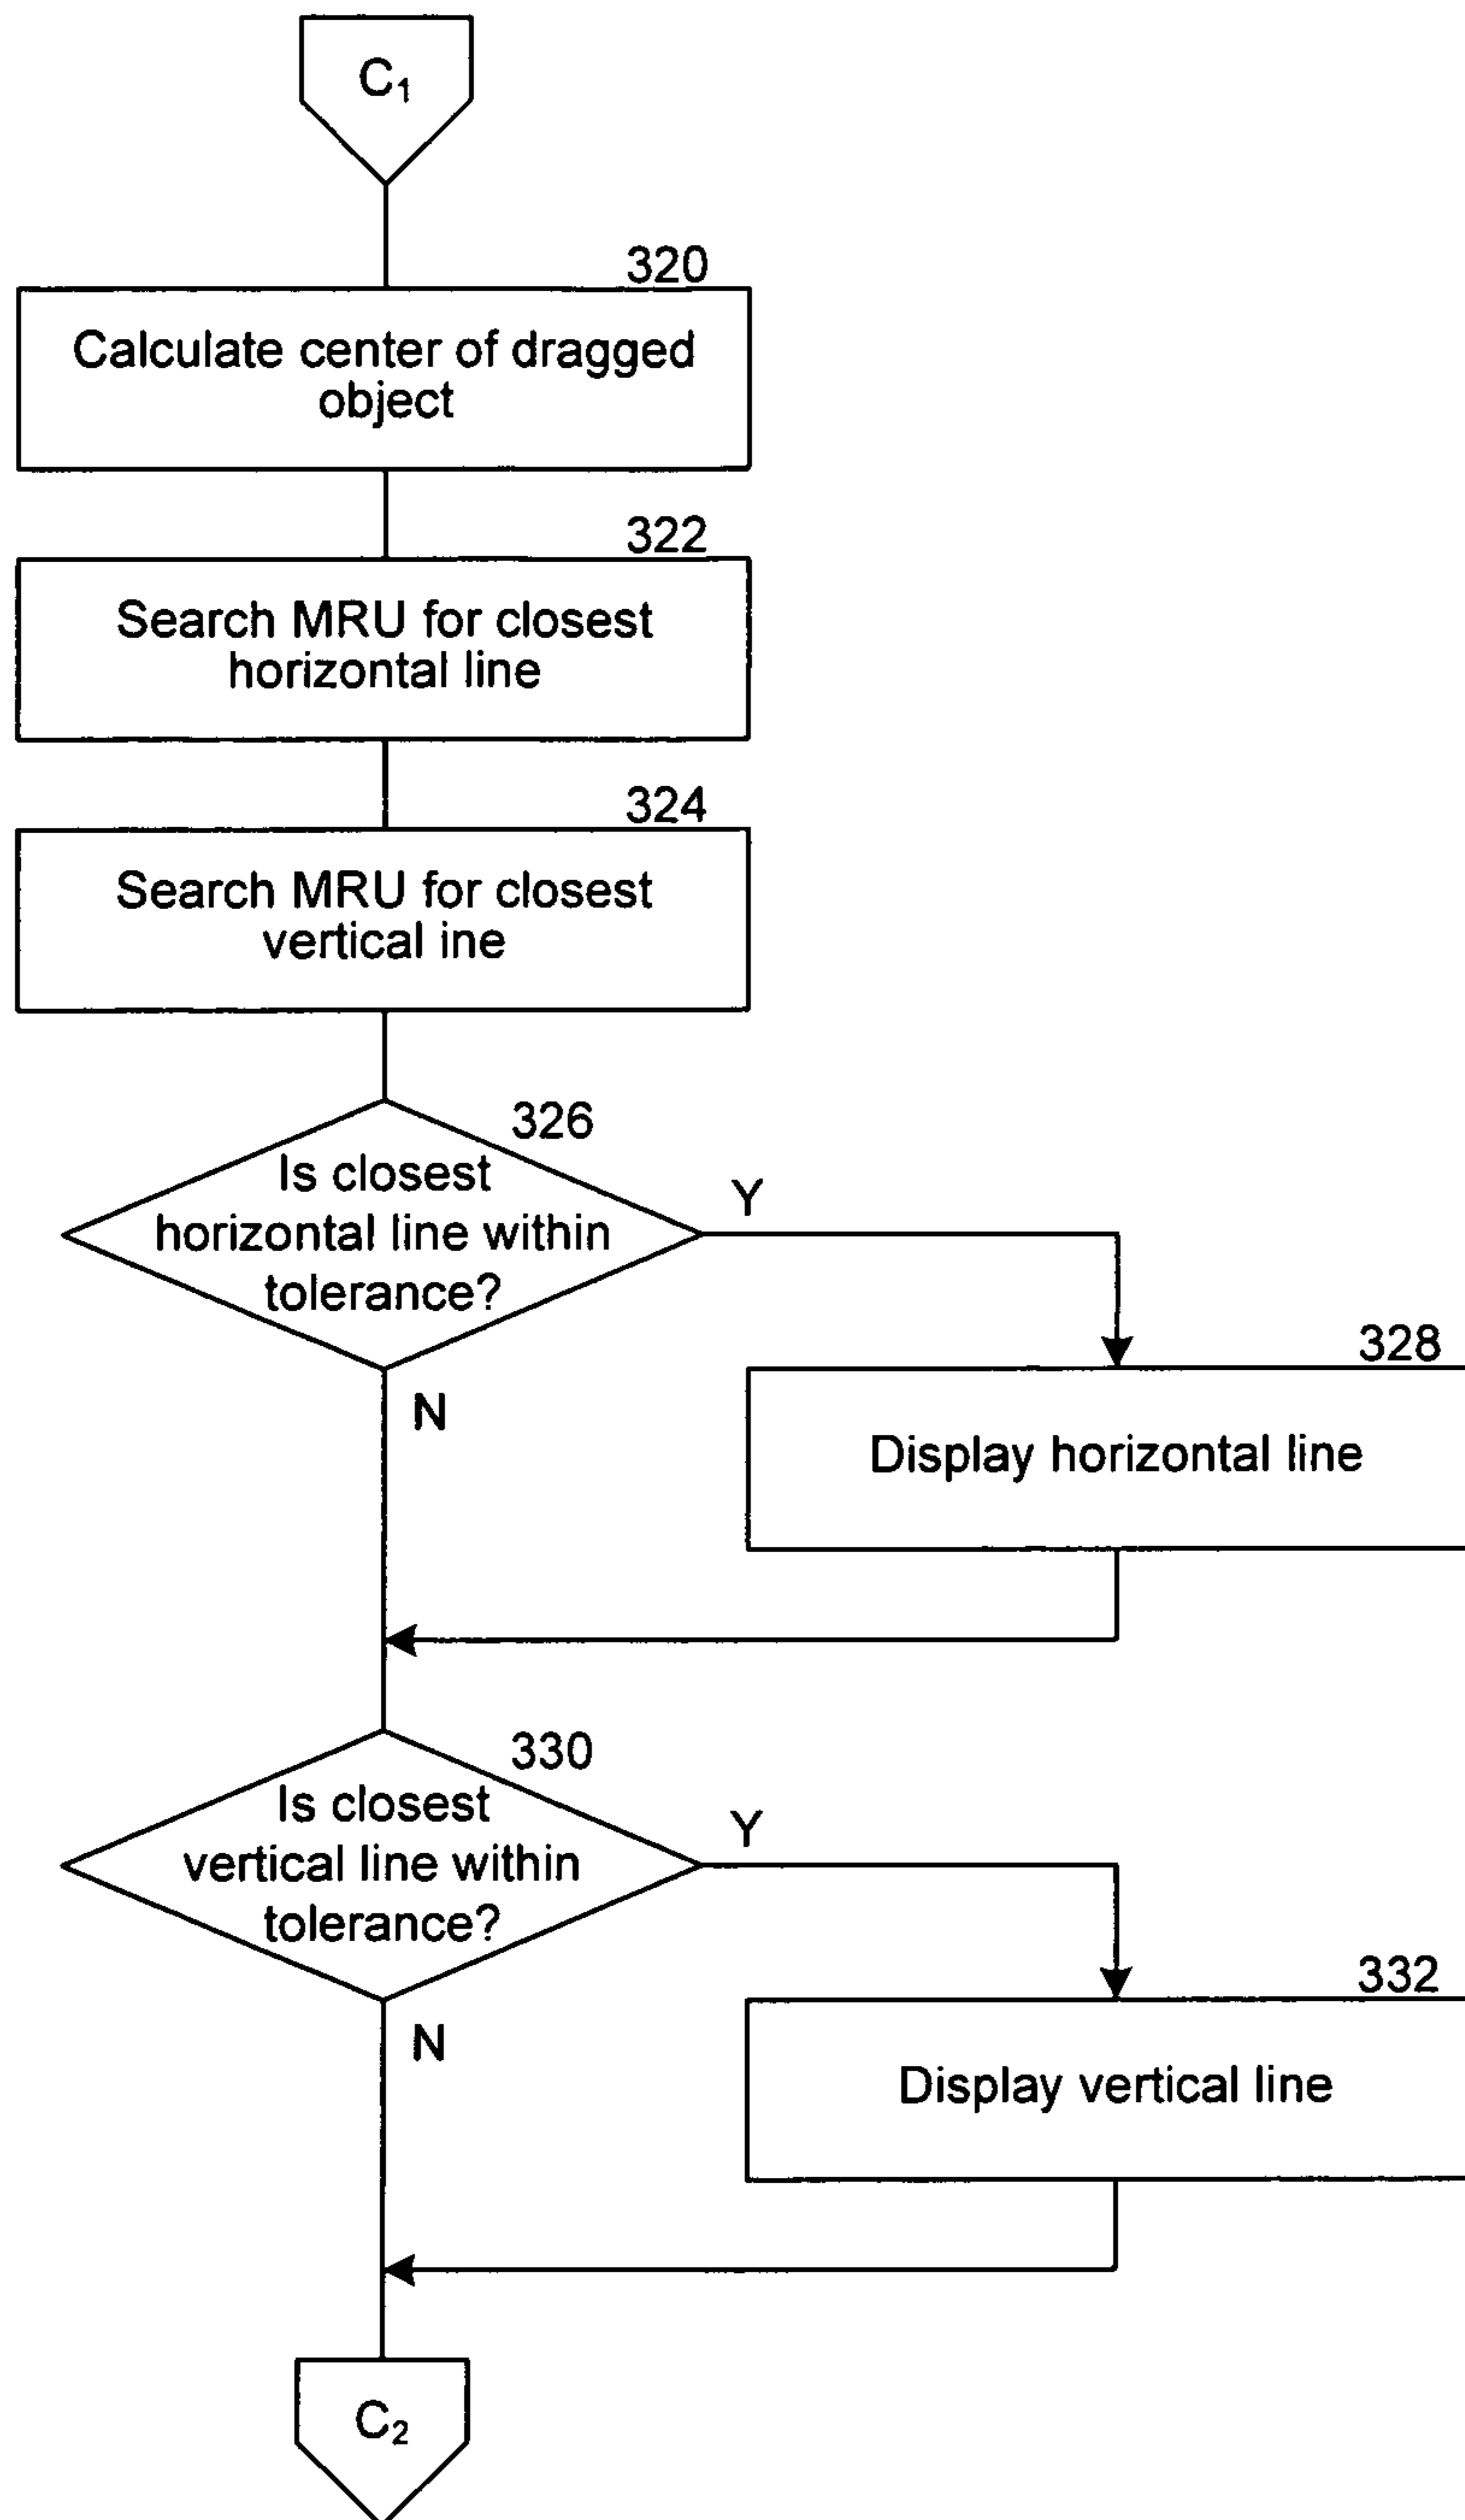 C1
320
Calculate center of dragged
object
322
Search MRU for closest
horizontal line
324
Search MRU for closest
vertical ine
326
Is closest
horizontal line within
tolerance?
Y
N
328
Display horizontal line
330
Is closest
vertical line within
tolerance?
Y
N
332
Display vertical line
C2